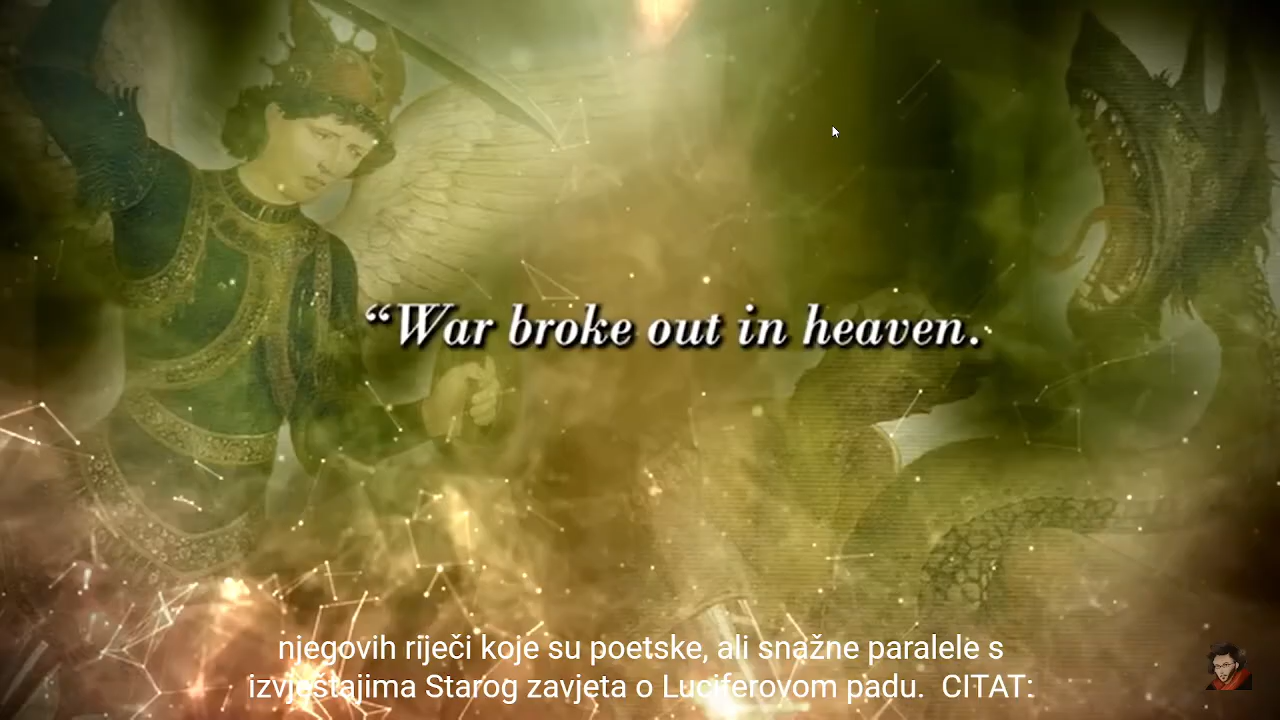 “War broke out in heaven.
njegovih riječi koje su poetske, ali snažne paralele s
izvještajima Starog zavjeta o Luciferovom padu.  CITAT: